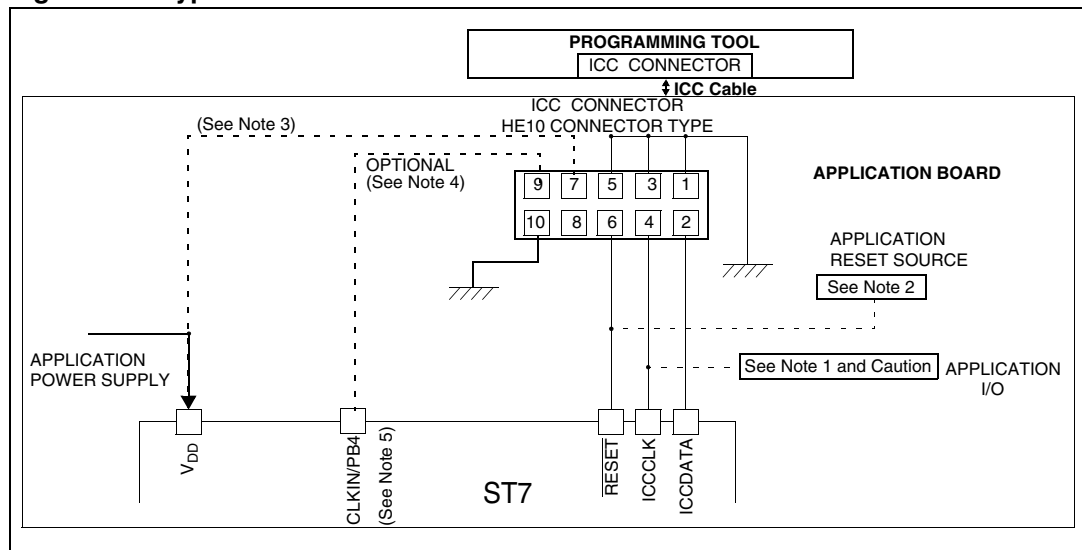 PROGRAMMING TOOL
ICC CONNECTOR
ICC Cable
ICC CONNECTOR
HE10 CONNECTOR TYPE
(See Note 3)
OPTIONAL
(See Note 4)
9 7 5 3 1
10 8 6 4 2
APPLICATION BOARD
APPLICATION
RESET SOURCE
See Note 2
See Note 1 and Caution
APPLICATION
I/O
APPLICATION
POWER SUPPLY
VDD
CLKIN/PB4
(See Note 5)
RESET
ICCCLK
ICCDATA
ST7